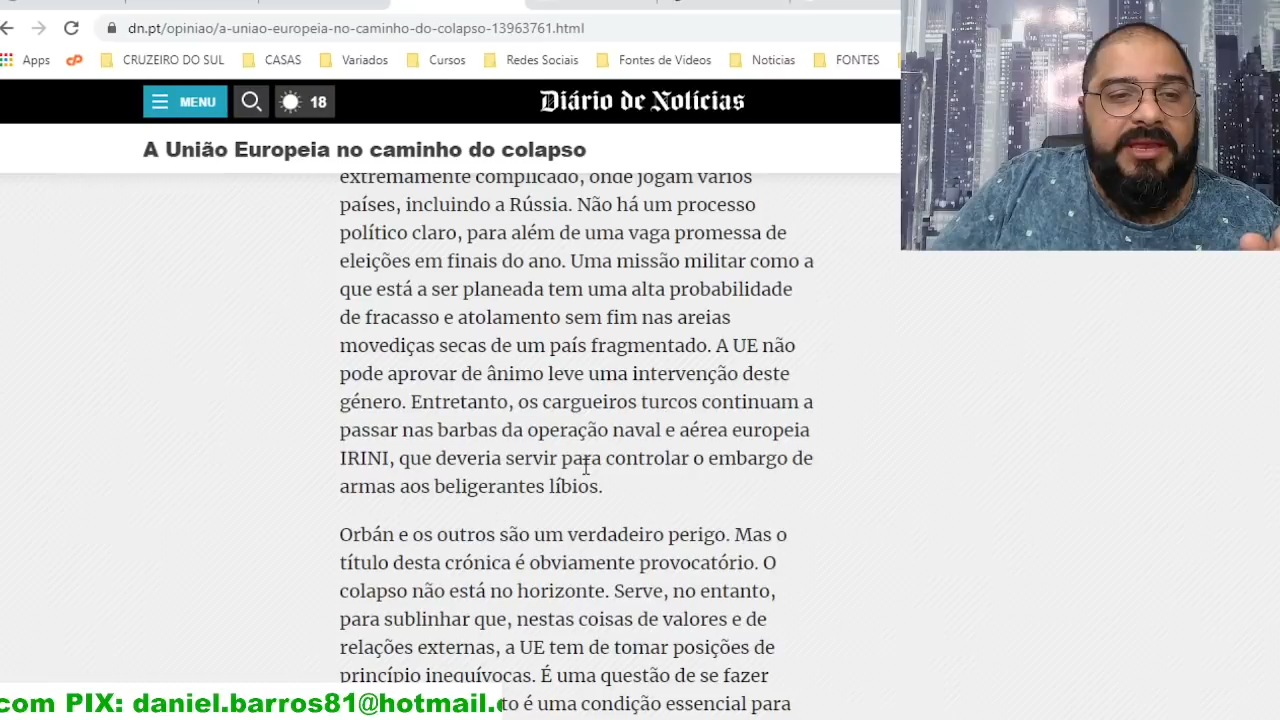 dn.pt/opiniao/a-uniao-europeia-no-caminho-do-colapso-13963761.html
Apps CRUZEIRO DO SUL CASAS Variados Cursos Redes Sociais Fontes de Videos Noticias FONTES
MENU 18 Diário de Notícias
A União Europeia no caminho do colapso
extremamente complicado, onde jogam vários
países, incluindo a Rússia. Não há um processo
político claro, para além de uma vaga promessa de
eleições em finais do ano. Uma missão militar como a
que está a ser planeada tem uma alta probabilidade
de fracasso e atolamento sem fim nas areias
movediças secas de um país fragmentado. A UE não
pode aprovar de ânimo leve uma intervenção deste
género. Entretanto, os cargueiros turcos continuam a
passar nas barbas da operação naval e aérea europeia
IRINI, que deveria servir para controlar o embargo de
armas aos beligerantes líbios.
Orbán e os outros são um verdadeiro perigo. Mas o
título desta crónica é obviamente provocatório. O
colapso não está no horizonte. Serve, no entanto,
para sublinhar que, nestas coisas de valores e de
relações externas, a UE tem de tomar posições de
princípio inequívocas. É uma questão de se fazer
to é uma condição essencial para
com PIX: daniel.barros81@hotmail.c